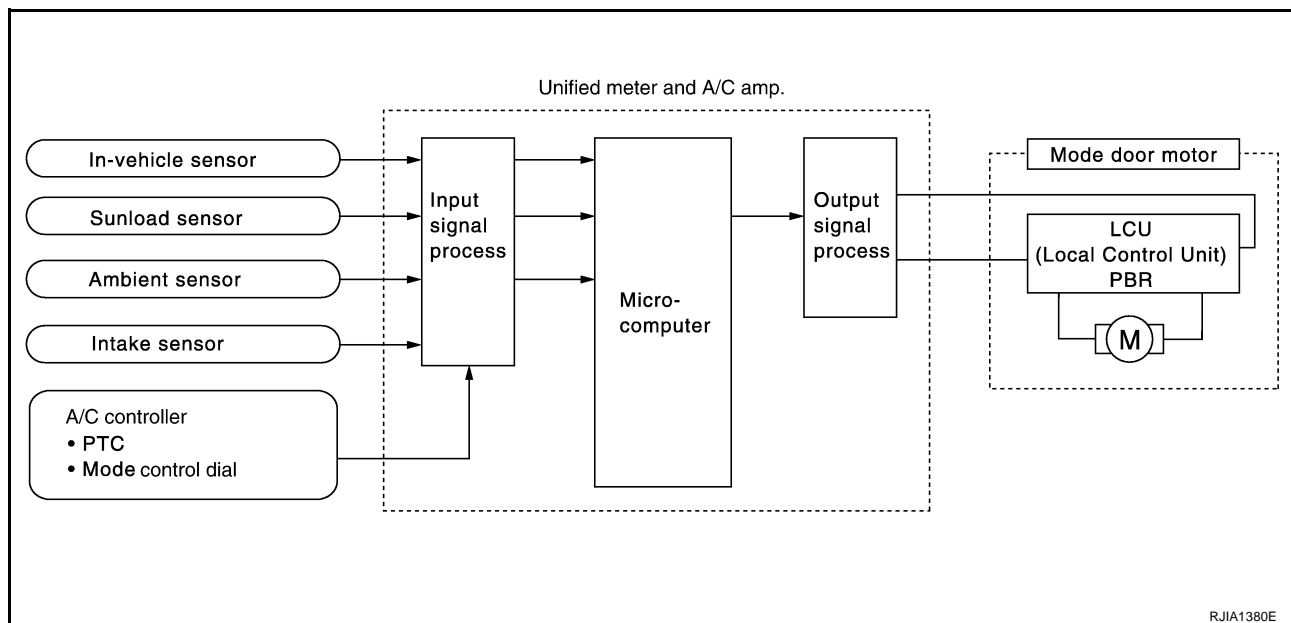 Unified meter and A/C amp.
In-vehicle sensor
Sunload sensor
Ambient sensor
Intake sensor
A/C controller
• PTC
• Mode control dial
Input
signal
process
Micro-
computer
Output
signal
process
Mode door motor
LCU
(Local Control Unit)
PBR
M
RJIA1380E